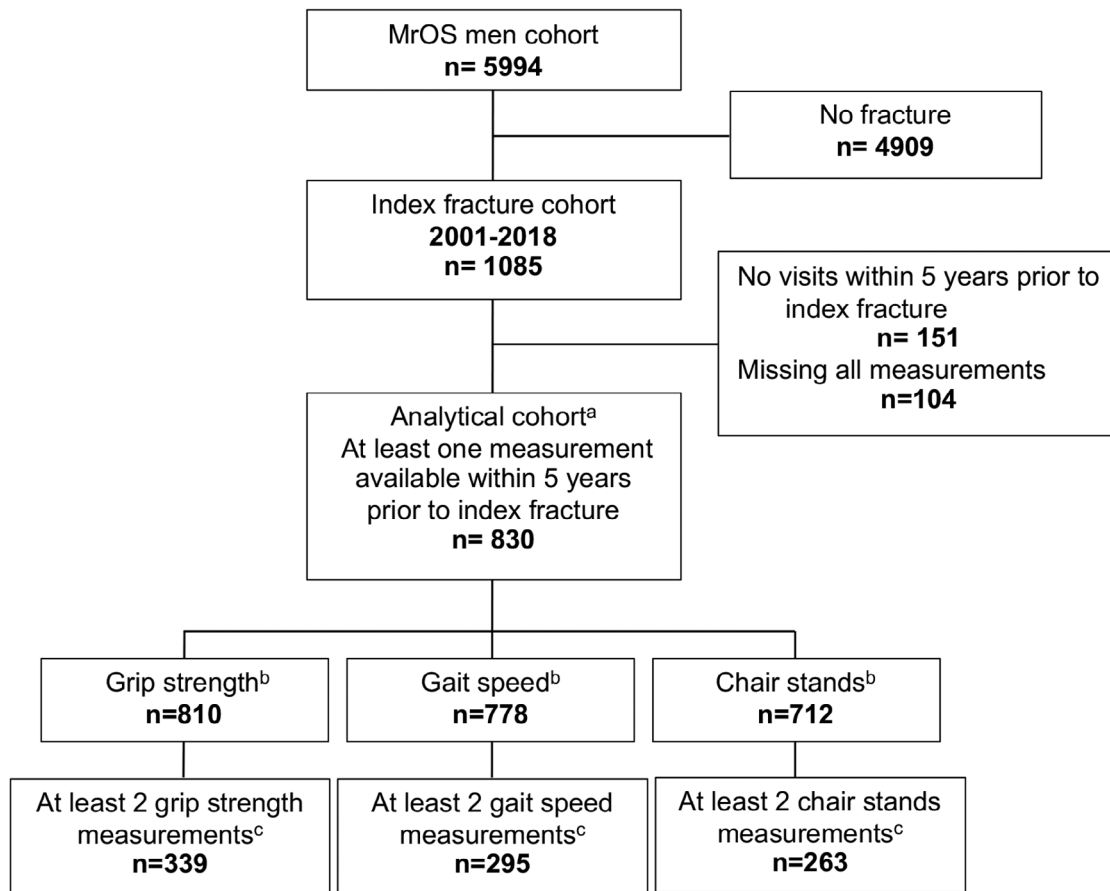 MrOS men cohort
n= 5994
No fracture
n= 4909
Index fracture cohort
2001-2018
n= 1085
No visits within 5 years prior to
index fracture
n= 151
Missing all measurements
n=104
Analytical cohortᵃ
At least one measurement
available within 5 years
prior to index fracture
n= 830
Grip strengthᵇ
n=810
Gait speedᵇ
n=778
Chair standsᵇ
n=712
At least 2 grip strength
measurementsᶜ
n=339
At least 2 gait speed
measurementsᶜ
n=295
At least 2 chair stands
measurementsᶜ
n=263